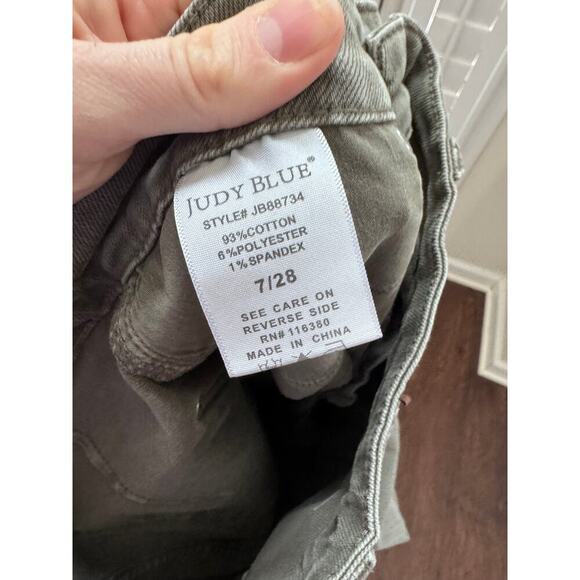 JUDY BLUE®
STYLE# JB88734
93%COTTON
6%POLYESTER
1%SPANDEX
7/28
SEE CARE ON
REVERSE SIDE
RN# 116380
MADE IN CHINA